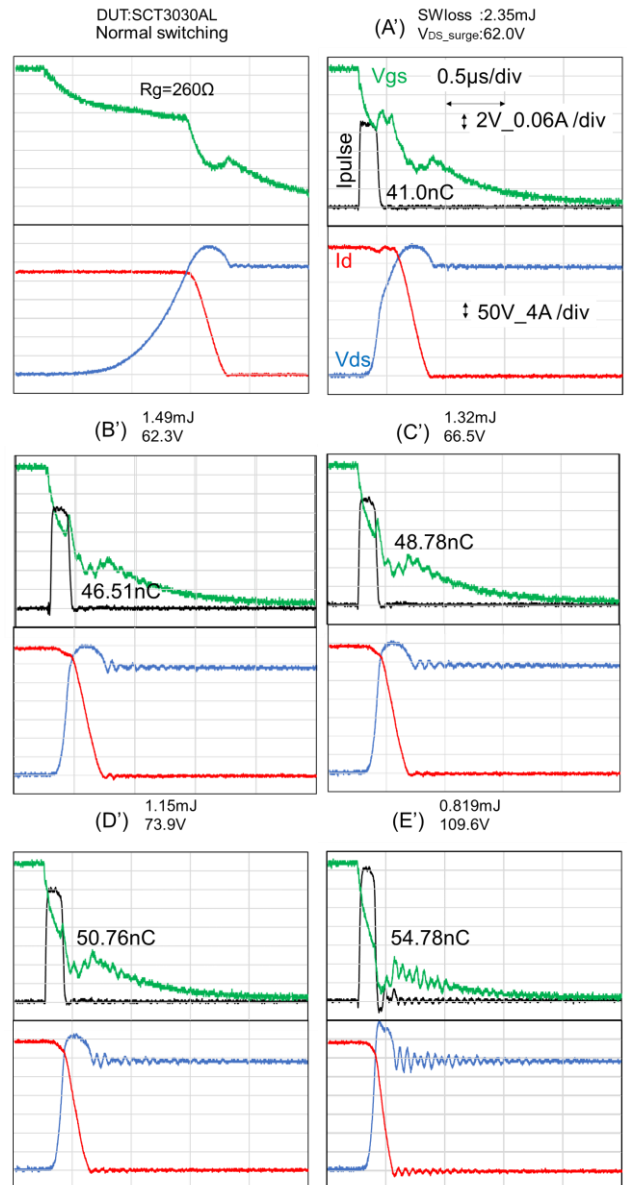 DUT:SCT3030AL
Normal switching
Rg=260Ω
(A’) SWloss :2.35mJ
VDS_surge:62.0V
Vgs 0.5μs/div
2V_0.06A /div
Ipulse
41.0nC
Id
50V_4A /div
Vds
(B’) 1.49mJ
62.3V
46.51nC
(C’) 1.32mJ
66.5V
48.78nC
(D’) 1.15mJ
73.9V
50.76nC
(E’) 0.819mJ
109.6V
54.78nC